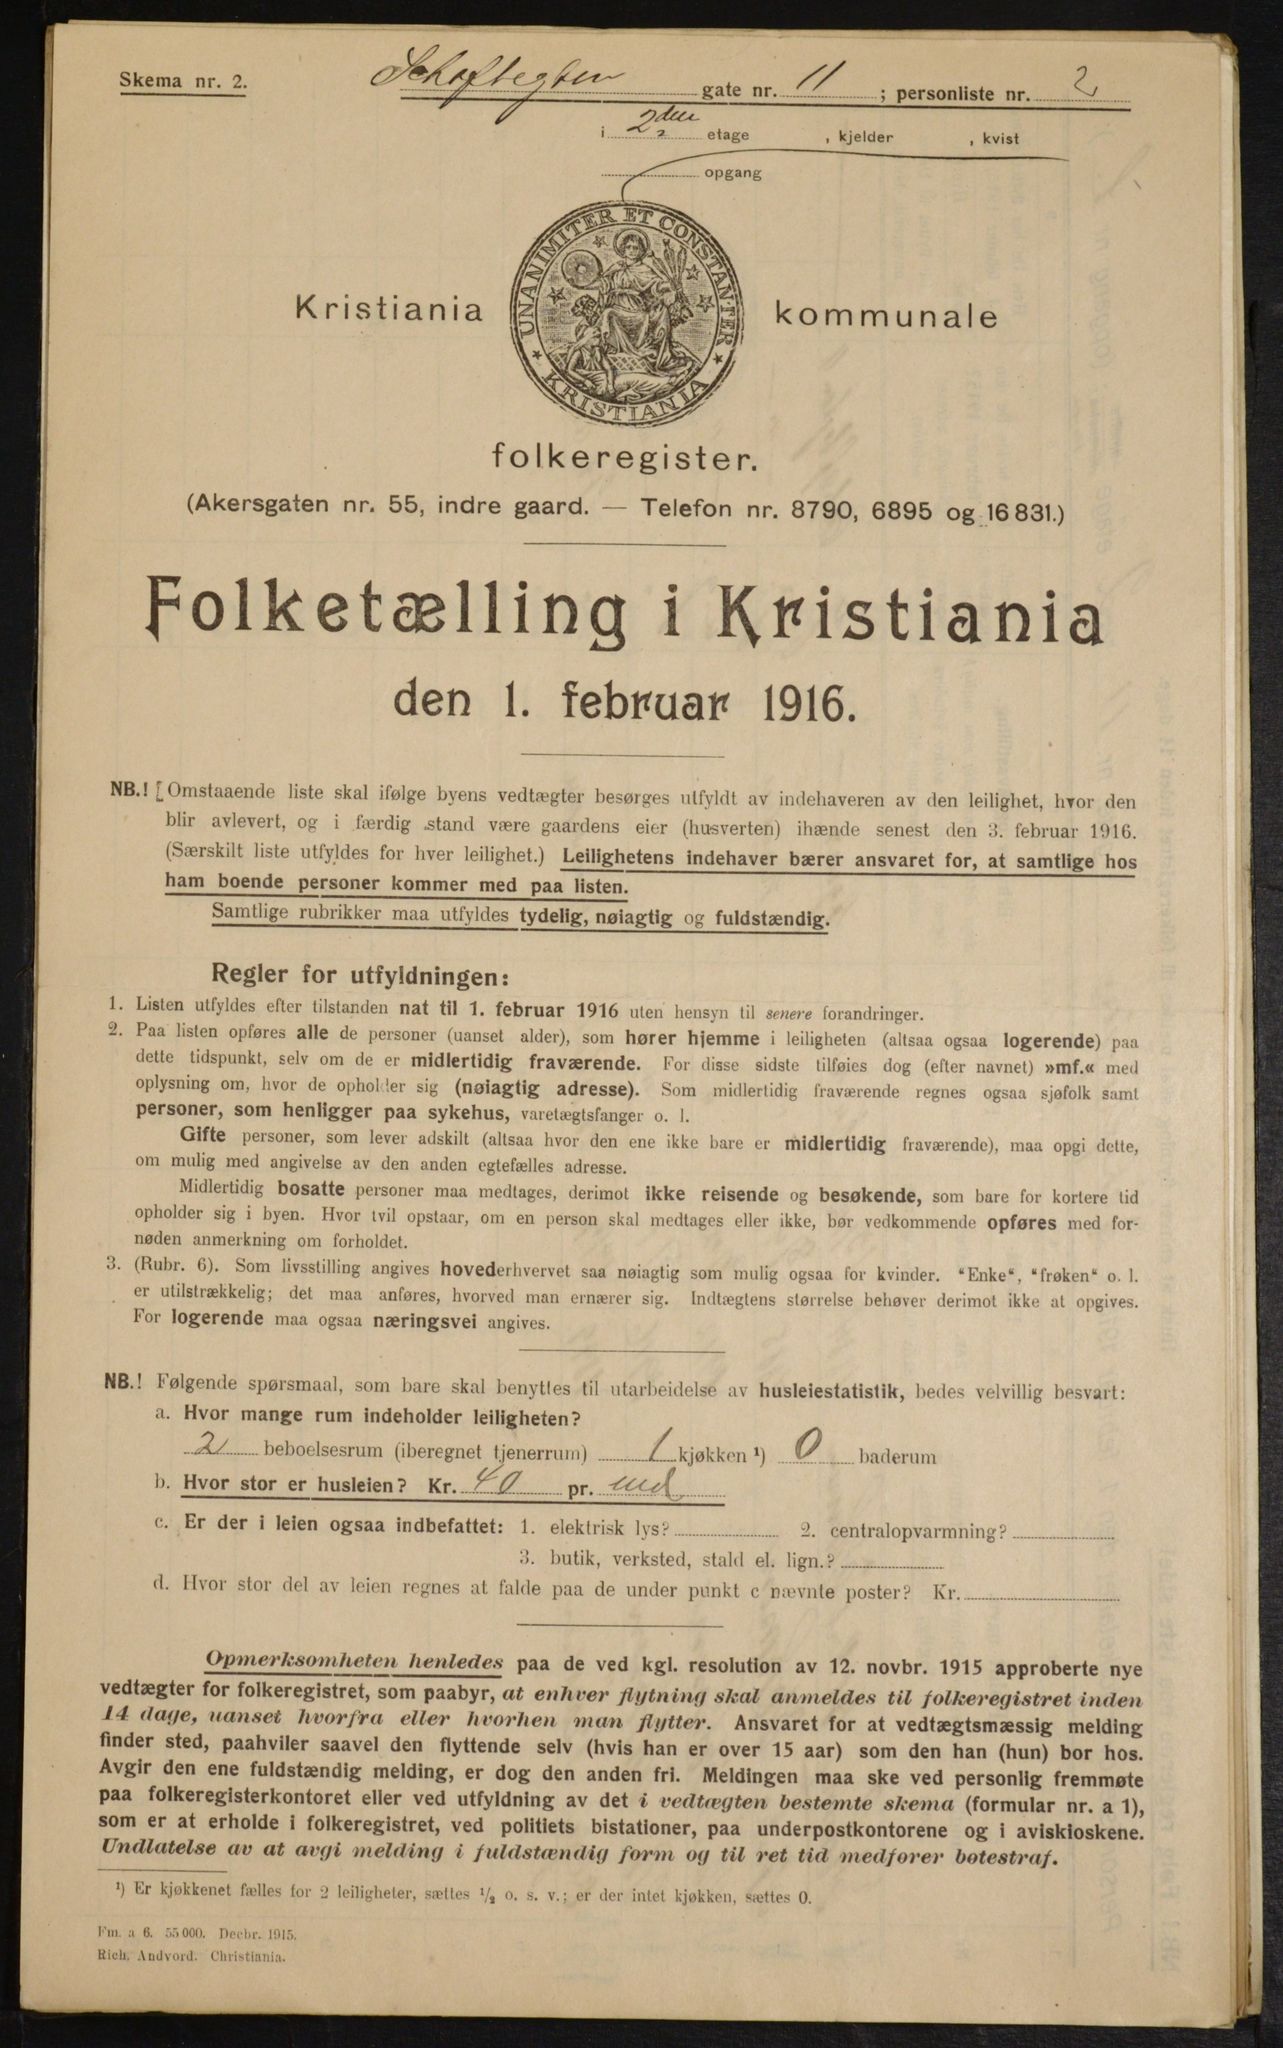 Skema nr. 2.
gate nr. 11 ; personliste nr. 2
i 2den etage , kjelder , kvist
opgang
UNANIMITER ET CONSTANTER
KRISTIANIA
Kristiania kommunale
folkeregister.
(Akersgaten nr. 55, indre gaard. — Telefon nr. 8790, 6895 og 16 831.)
Folketælling i Kristiania
den 1. februar 1916.
NB.! [Omstaaende liste skal ifølge byens vedtægter besørges utfyldt av indehaveren av den leilighet, hvor den
blir avlevert, og i færdig stand være gaardens eier (husverten) ihænde senest den 3. februar 1916.
(Særskilt liste utfyldes for hver leilighet.) Leilighetens indehaver bærer ansvaret for, at samtlige hos
ham boende personer kommer med paa listen.
Samtlige rubrikker maa utfyldes tydelig, nøiagtig og fuldstændig.
Regler for utfyldningen:
1. Listen utfyldes efter tilstanden nat til 1. februar 1916 uten hensyn til senere forandringer.
2. Paa listen opføres alle de personer (uanset alder), som hører hjemme i leiligheten (altsaa ogsaa logerende) paa
dette tidspunkt, selv om de er midlertidig fraværende. For disse sidste tilføies dog (efter navnet) »mf.« med
oplysning om, hvor de opholder sig (nøiagtig adresse). Som midlertidig fraværende regnes ogsaa sjøfolk samt
personer, som henligger paa sykehus, varetægtsfanger o. l.
Gifte personer, som lever adskilt (altsaa hvor den ene ikke bare er midlertidig fraværende), maa opgi dette,
om mulig med angivelse av den anden egtefælles adresse.
Midlertidig bosatte personer maa medtages, derimot ikke reisende og besøkende, som bare for kortere tid
opholder sig i byen. Hvor tvil opstaar, om en person skal medtages eller ikke, bør vedkommende opføres med for-
nøden anmerkning om forholdet.
3. (Rubr. 6). Som livsstilling angives hovederhvervet saa nøiagtig som mulig ogsaa for kvinder. "Enke", "frøken" o. l.
er utilstrækkelig; det maa anføres, hvorved man ernærer sig. Indtægtens størrelse behøver derimot ikke at opgives.
For logerende maa ogsaa næringsvei angives.
NB.! Følgende spørsmaal, som bare skal benyttes til utarbeidelse av husleiestatistik, bedes velvillig besvart:
a. Hvor mange rum indeholder leiligheten?
2 beboelsesrum (iberegnet tjenerrum) 1 kjøkken ¹) 0 baderum
b. Hvor stor er husleien? Kr. 40 pr. md
c. Er der i leien ogsaa indbefattet: 1. elektrisk lys? 2. centralopvarmning?
3. butik, verksted, stald el. lign.?
d. Hvor stor del av leien regnes at falde paa de under punkt c nævnte poster? Kr.
Opmerksomheten henledes paa de ved kgl. resolution av 12. novbr. 1915 approberte nye
vedtægter for folkeregistret, som paabyr, at enhver flytning skal anmeldes til folkeregistret inden
14 dage, uanset hvorfra eller hvorhen man flytter. Ansvaret for at vedtægtsmæssig melding
finder sted, paahviler saavel den flyttende selv (hvis han er over 15 aar) som den han (hun) bor hos.
Avgir den ene fuldstændig melding, er dog den anden fri. Meldingen maa ske ved personlig fremmøte
paa folkeregisterkontoret eller ved utfyldning av det i vedtægten bestemte skema (formular nr. a 1),
som er at erholde i folkeregistret, ved politiets bistationer, paa underpostkontorene og i aviskioskene.
Undlatelse av at avgi melding i fuldstændig form og til ret tid medfører bøtestraf.
¹) Er kjøkkenet fælles for 2 leiligheter, sættes ½ o. s. v.; er der intet kjøkken, sættes 0.
Fm. a 6. 55 000. Decbr. 1915.
Rich. Andvord. Christiania.